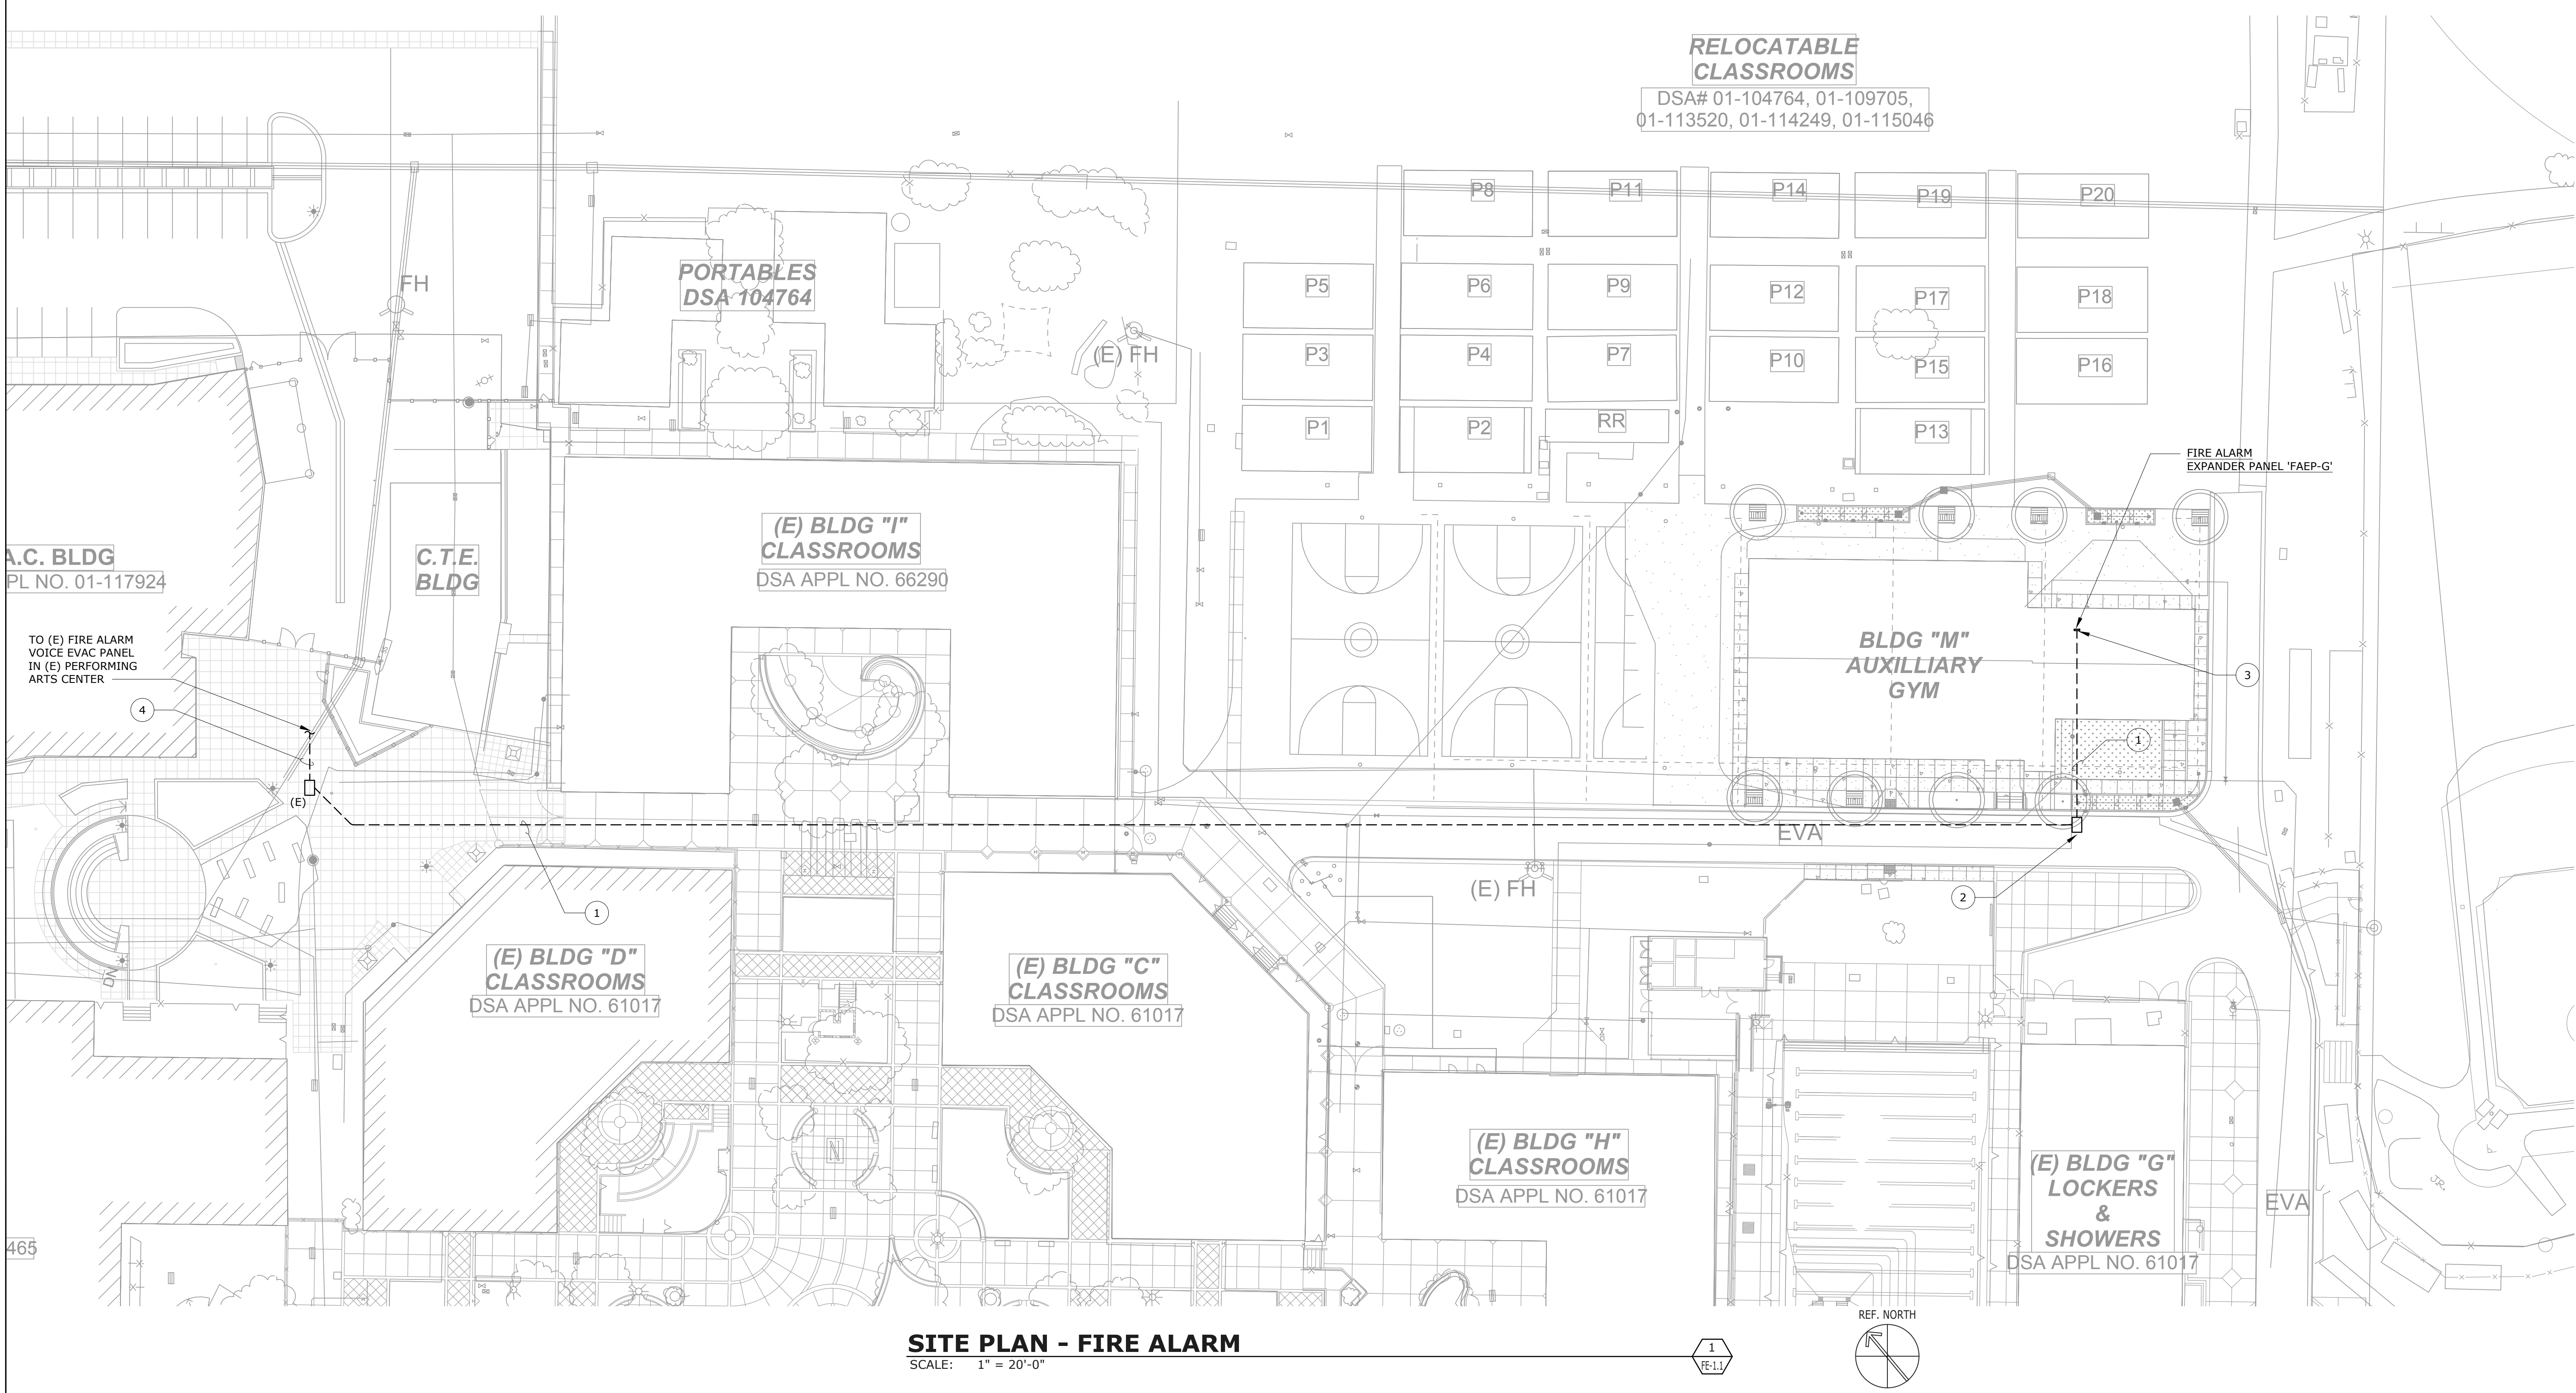 RELOCATABLE
CLASSROOMS
DSA# 01-104764, 01-109705,
01-113520, 01-114249, 01-115046
P8
P11
P14
P19
P20
FH
PORTABLES
DSA 104764
(E) FH
P5
P6
P9
P12
P17
P18
P3
P4
P7
P10
P15
P16
P1
P2
RR
P13
FIRE ALARM
EXPANDER PANEL 'FAEP-G'
A.C. BLDG
PL NO. 01-117924
C.T.E.
BLDG
(E) BLDG "I"
CLASSROOMS
DSA APPL NO. 66290
BLDG "M"
AUXILLIARY
GYM
TO (E) FIRE ALARM
VOICE EVAC PANEL
IN (E) PERFORMING
ARTS CENTER
4
3
1
(E)
EVA
2
1
(E) FH
DW
(E) BLDG "D"
CLASSROOMS
DSA APPL NO. 61017
(E) BLDG "C"
CLASSROOMS
DSA APPL NO. 61017
(E) BLDG "H"
CLASSROOMS
DSA APPL NO. 61017
(E) BLDG "G"
LOCKERS
&
SHOWERS
DSA APPL NO. 61017
EVA
JR.
465
SITE PLAN - FIRE ALARM
SCALE: 1" = 20'-0"
1
FE-1.1
REF. NORTH